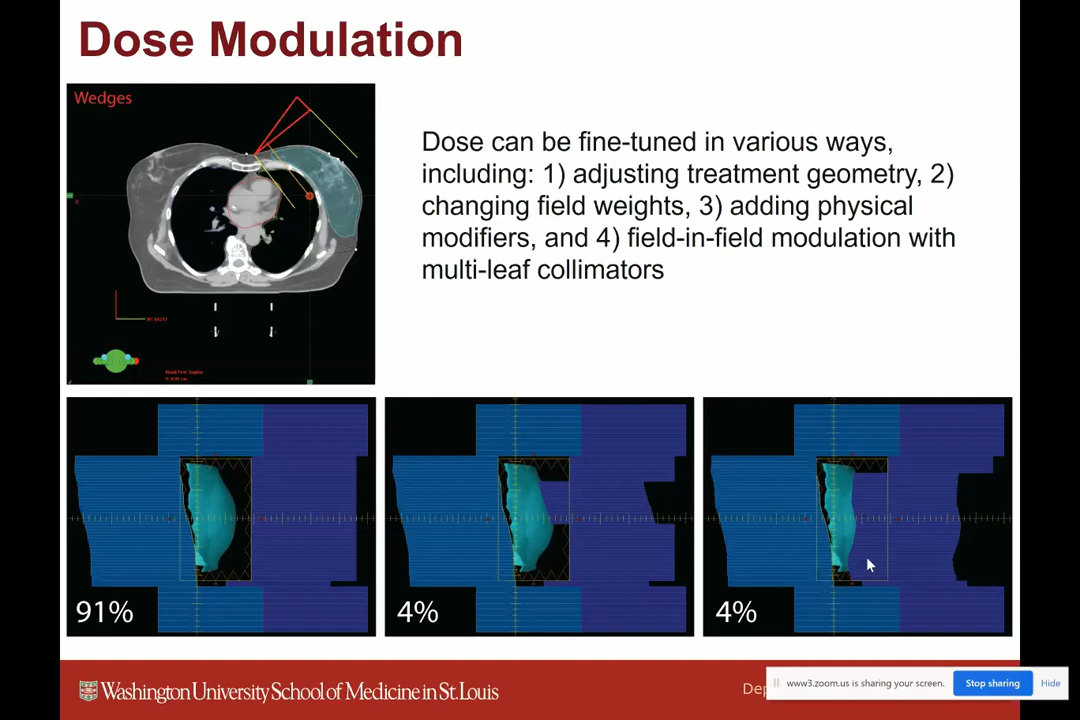 Dose Modulation
Wedges
Dose can be fine-tuned in various ways,
including: 1) adjusting treatment geometry, 2)
changing field weights, 3) adding physical
modifiers, and 4) field-in-field modulation with
multi-leaf collimators
91%
4%
4%
Washington University School of Medicine in St. Louis
www3.zoom.us is sharing your screen.
Stop sharing
Hide